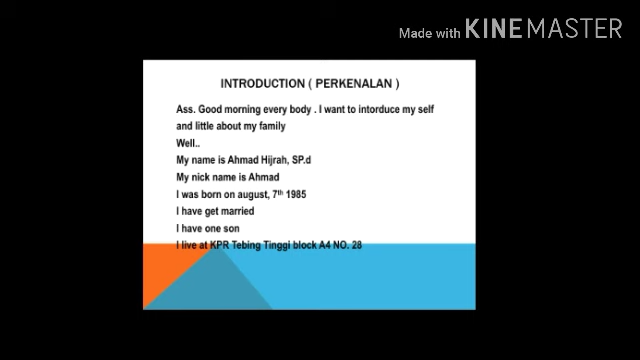 Made with KINEMASTER
INTRODUCTION ( PERKENALAN )
Ass. Good morning every body . I want to intorduce my self
and little about my family
Well..
My name is Ahmad Hijrah, SP.d
My nick name is Ahmad
I was born on august, 7th 1985
I have get married
I have one son
I live at KPR Tebing Tinggi block A4 NO. 28